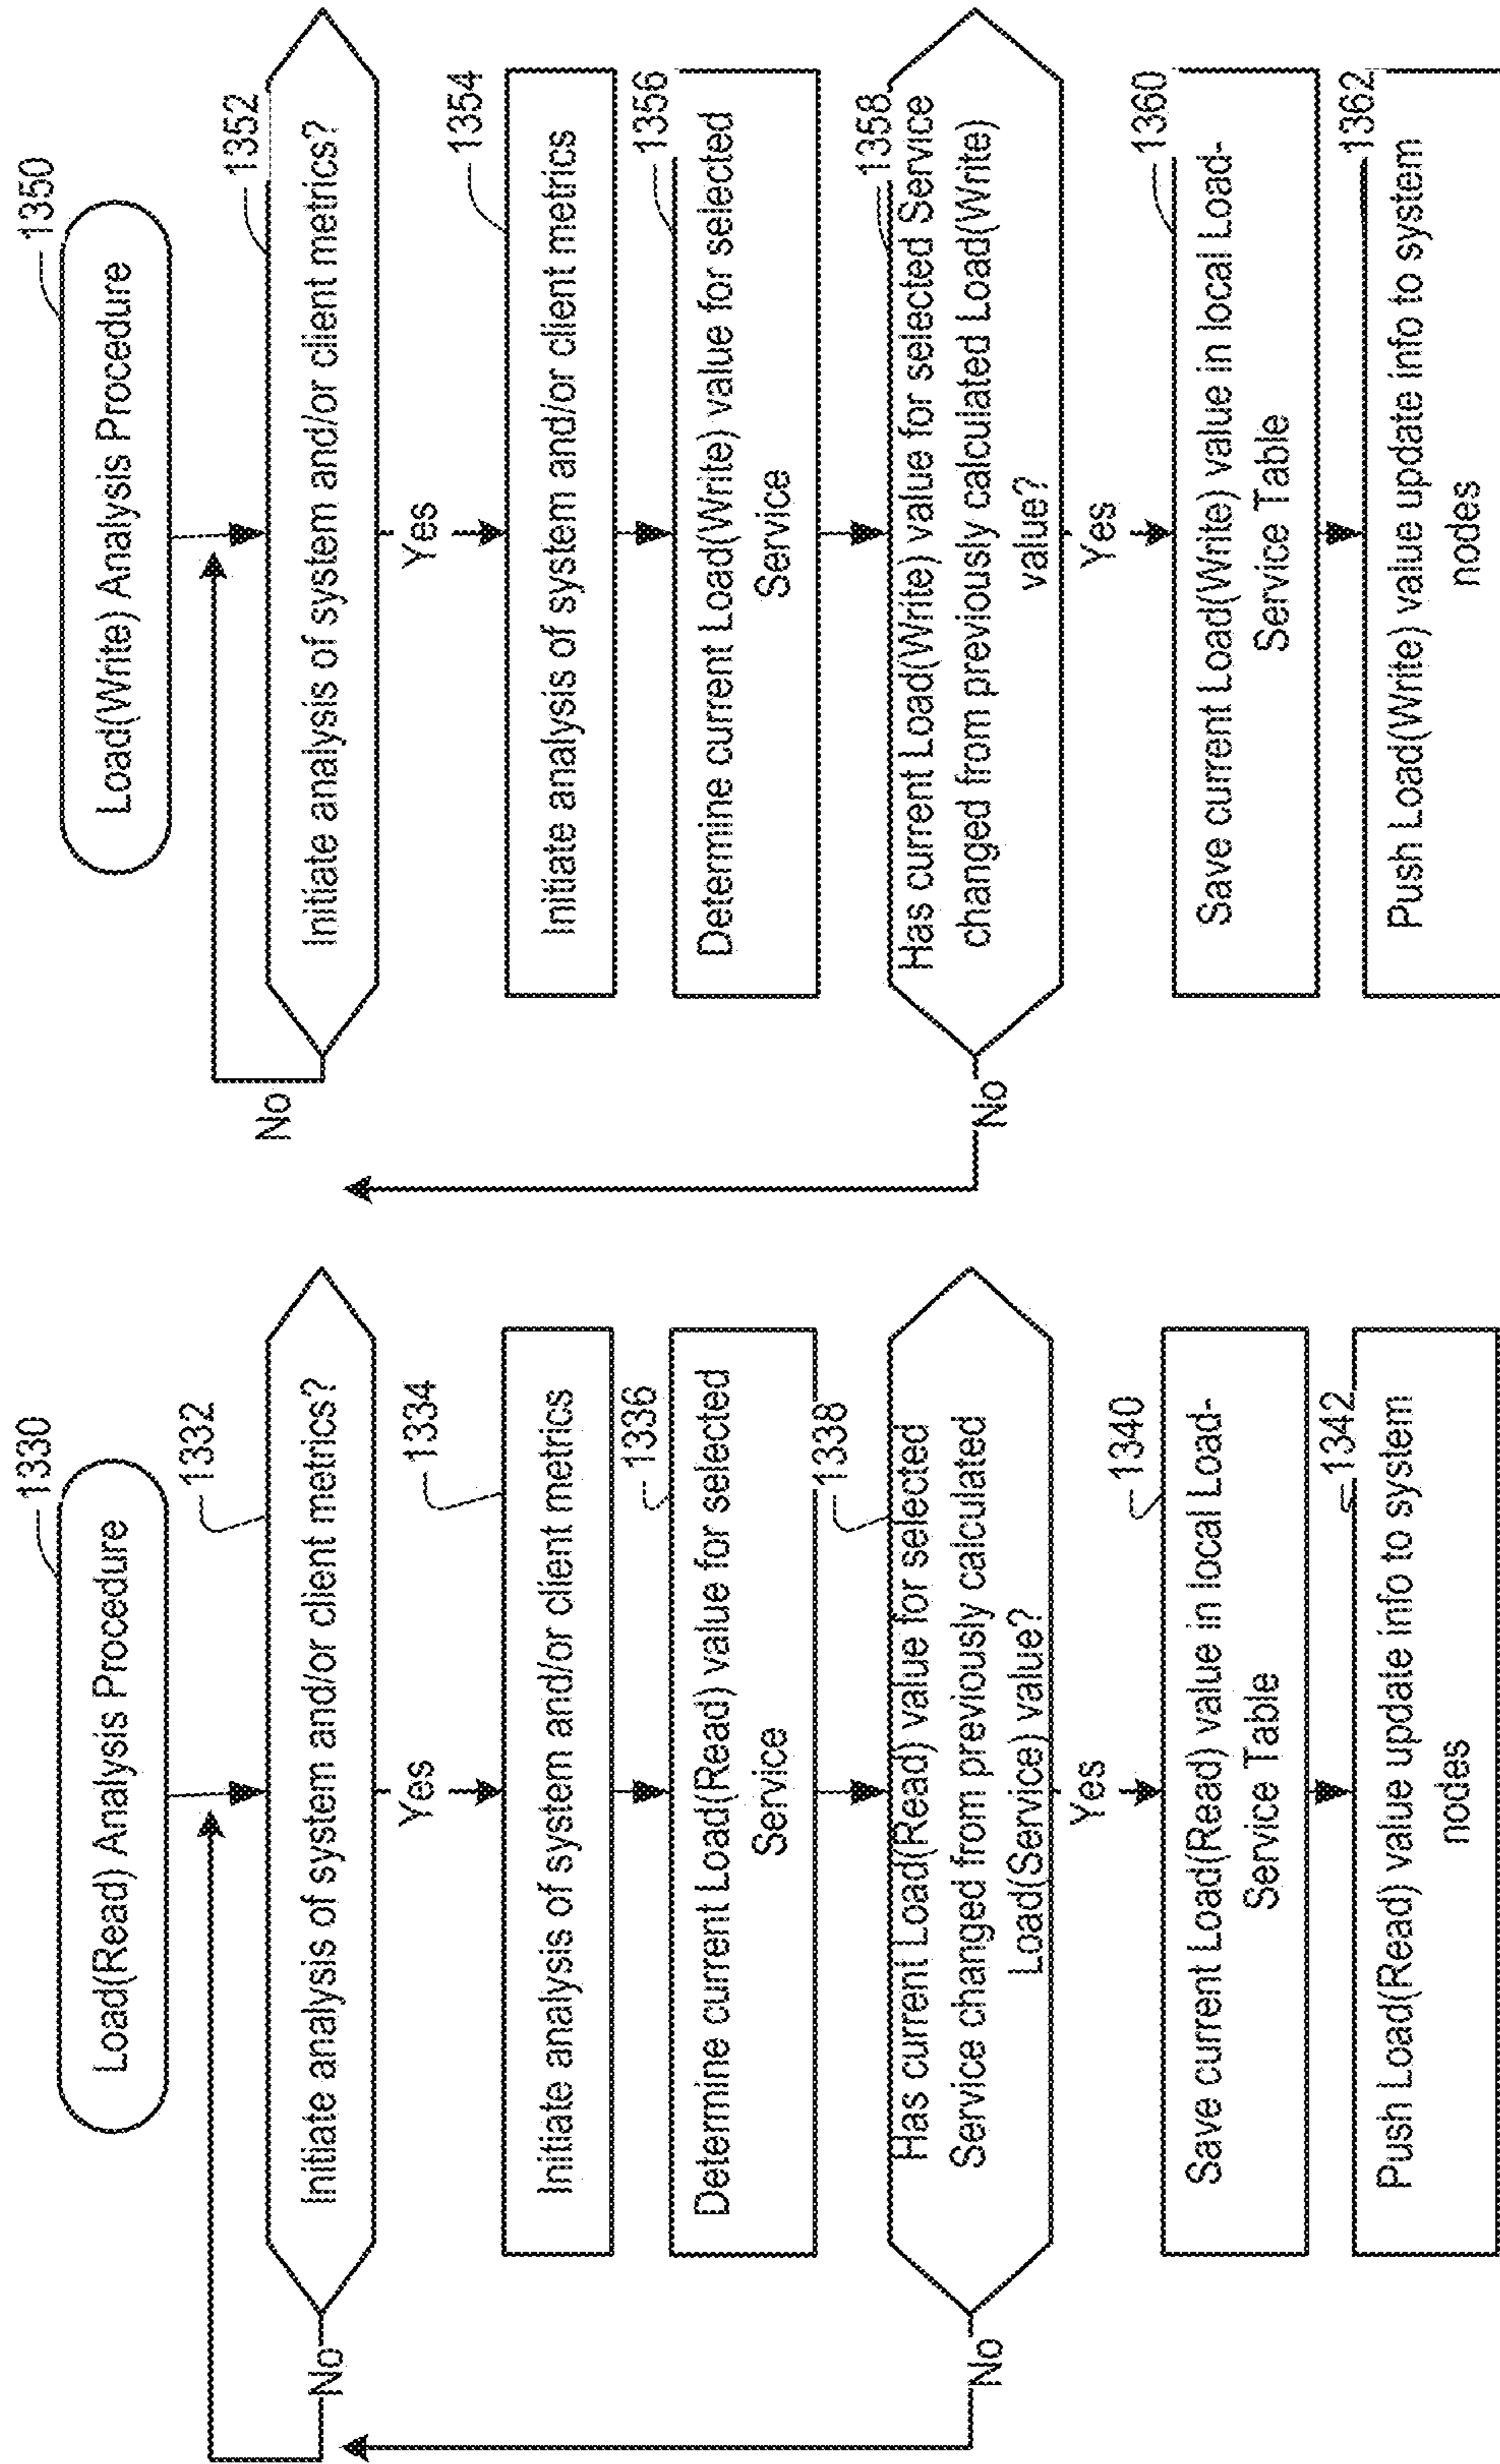 1330
Load(Read) Analysis Procedure
1332
Initiate analysis of system and/or client metrics?
No
Yes
1334
Initiate analysis of system and/or client metrics
1336
Determine current Load(Read) value for selected
Service
1338
Has current Load(Read) value for selected
Service changed from previously calculated
Load(Service) value?
No
Yes
1340
Save current Load(Read) value in local Load-
Service Table
1342
Push Load(Read) value update info to system
nodes
1350
Load(Write) Analysis Procedure
1352
Initiate analysis of system and/or client metrics?
No
Yes
1354
Initiate analysis of system and/or client metrics
1356
Determine current Load(Write) value for selected
Service
1358
Has current Load(Write) value for selected Service
changed from previously calculated Load(Write)
value?
No
Yes
1360
Save current Load(Write) value in local Load-
Service Table
1362
Push Load(Write) value update info to system
nodes